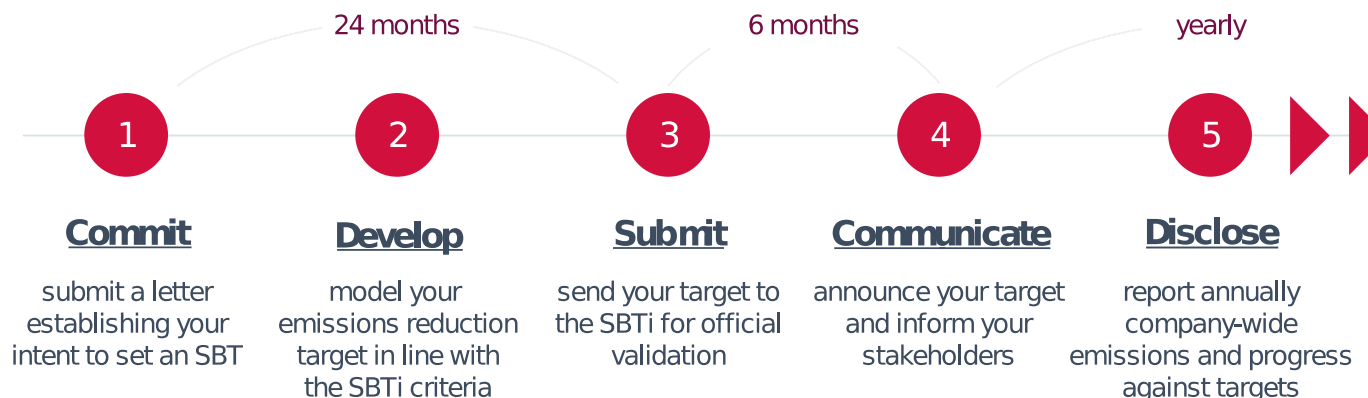 24 months
6 months
yearly
1
2
3
4
5
Commit
submit a letter
establishing your
intent to set an SBT
Develop
model your
emissions reduction
target in line with
the SBTi criteria
Submit
send your target to
the SBTi for official
validation
Communicate
announce your target
and inform your
stakeholders
Disclose
report annually
company-wide
emissions and progress
against targets